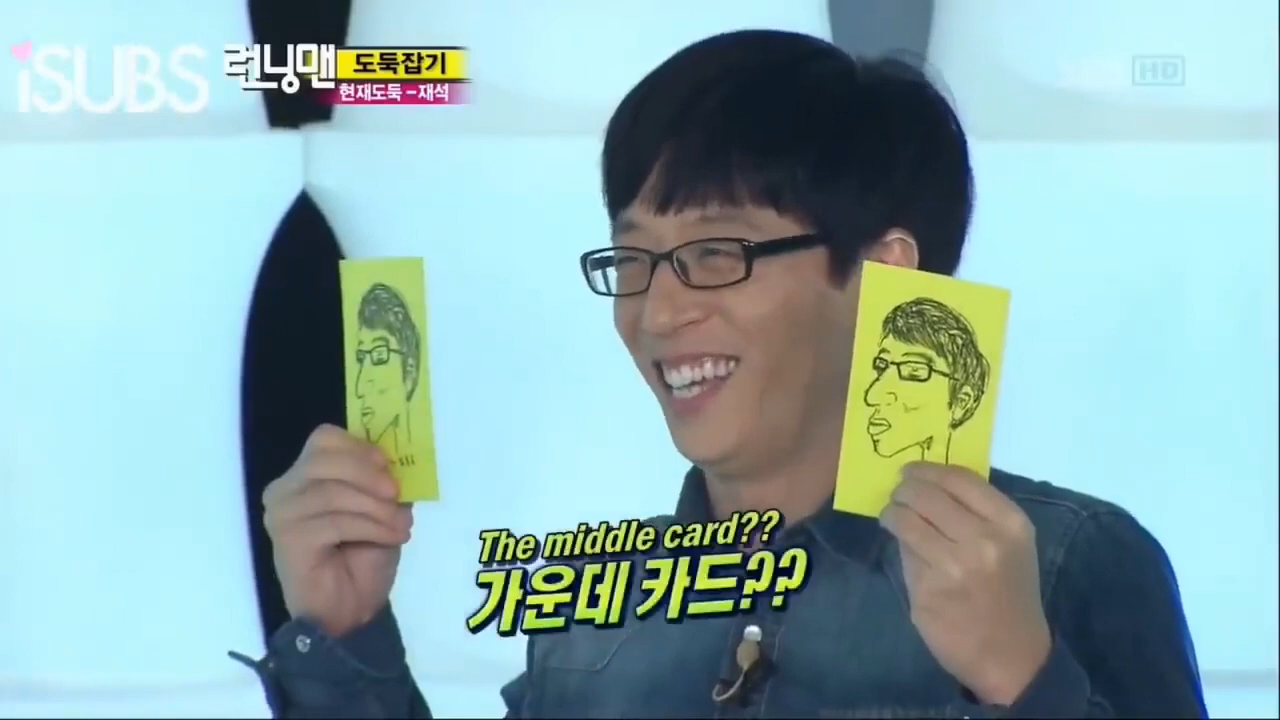 iSUBS
런닝맨
도둑잡기
현재도둑-재석
HD
The middle card??
가운데 카드??